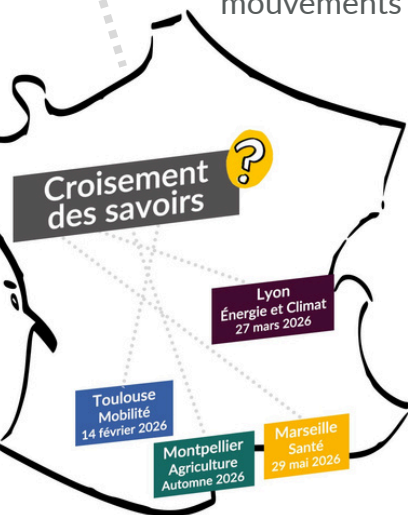 mouvements
?
Croisement
des savoirs
Lyon
Énergie et Climat
27 mars 2026
Toulouse
Mobilité
14 février 2026
Montpellier
Agriculture
Automne 2026
Marseille
Santé
29 mai 2026